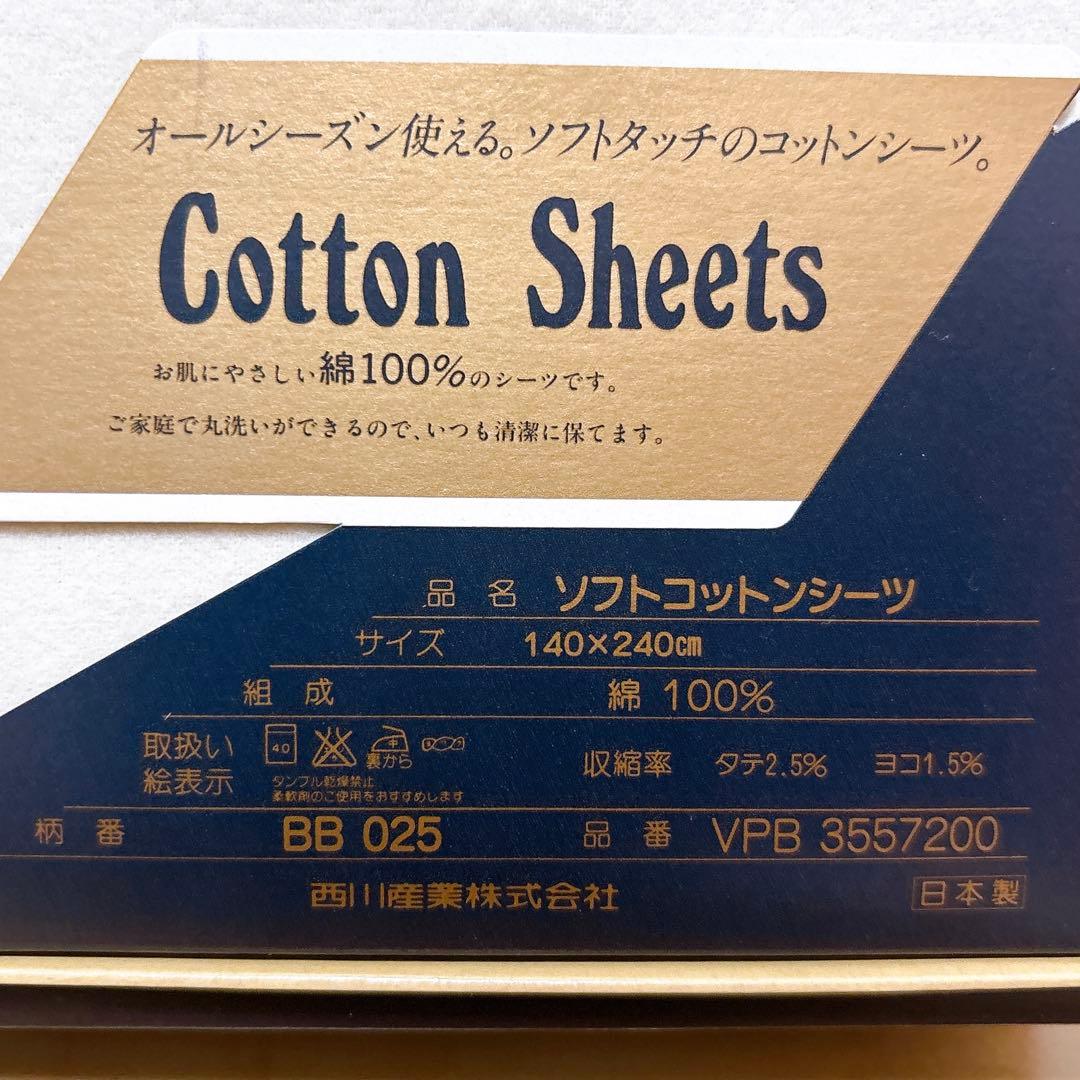 オールシーズン使える。ソフトタッチのコットンシーツ。
Cotton Sheets
お肌にやさしい綿100%のシーツです。
ご家庭で丸洗いができるので、いつも清潔に保てます。
品名 ソフトコットンシーツ
サイズ 140×240㎝
組成 綿 100%
取扱い絵表示 40 中 裏から
タンブル乾燥禁止
柔軟剤のご使用をおすすめします
収縮率 タテ2.5% ヨコ1.5%
柄番 BB 025 品番 VPB 3557200
西川産業株式会社 日本製